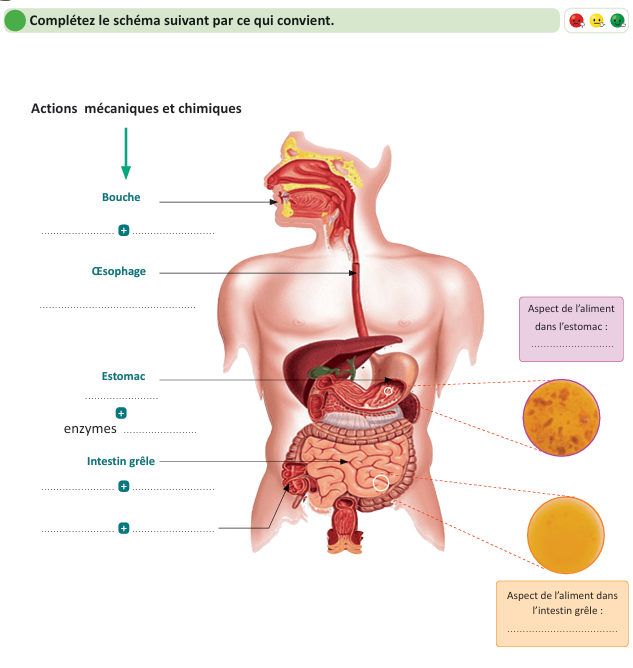 Complétez le schéma suivant par ce qui convient.
Actions mécaniques et chimiques
Bouche
.................... + ......................
Œsophage
..........................................
Estomac
....................
+
enzymes ....................
Intestin grêle
.................... + ......................
.................... + ......................
Aspect de l'aliment
dans l'estomac :
......................
Aspect de l'aliment dans
l'intestin grêle :
..............................